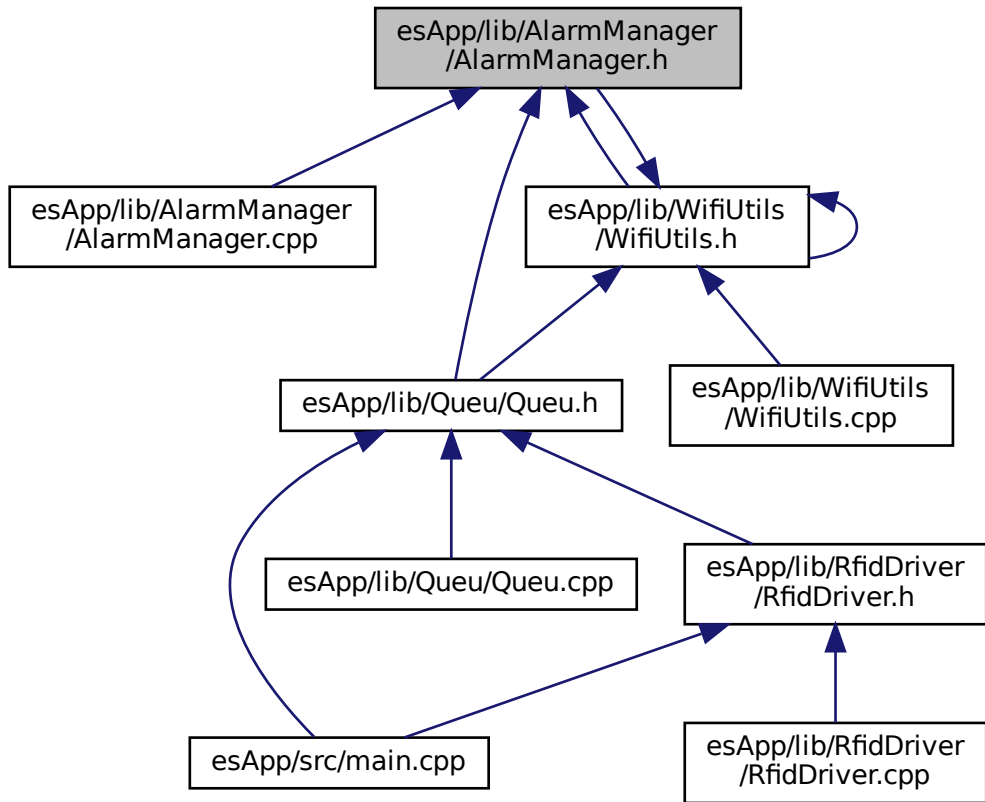 esApp/lib/AlarmManager
/AlarmManager.h
esApp/lib/AlarmManager
/AlarmManager.cpp
esApp/lib/WifiUtils
/WifiUtils.h
esApp/lib/Queu/Queu.h
esApp/lib/WifiUtils
/WifiUtils.cpp
esApp/lib/Queu/Queu.cpp
esApp/lib/RfidDriver
/RfidDriver.h
esApp/src/main.cpp
esApp/lib/RfidDriver
/RfidDriver.cpp